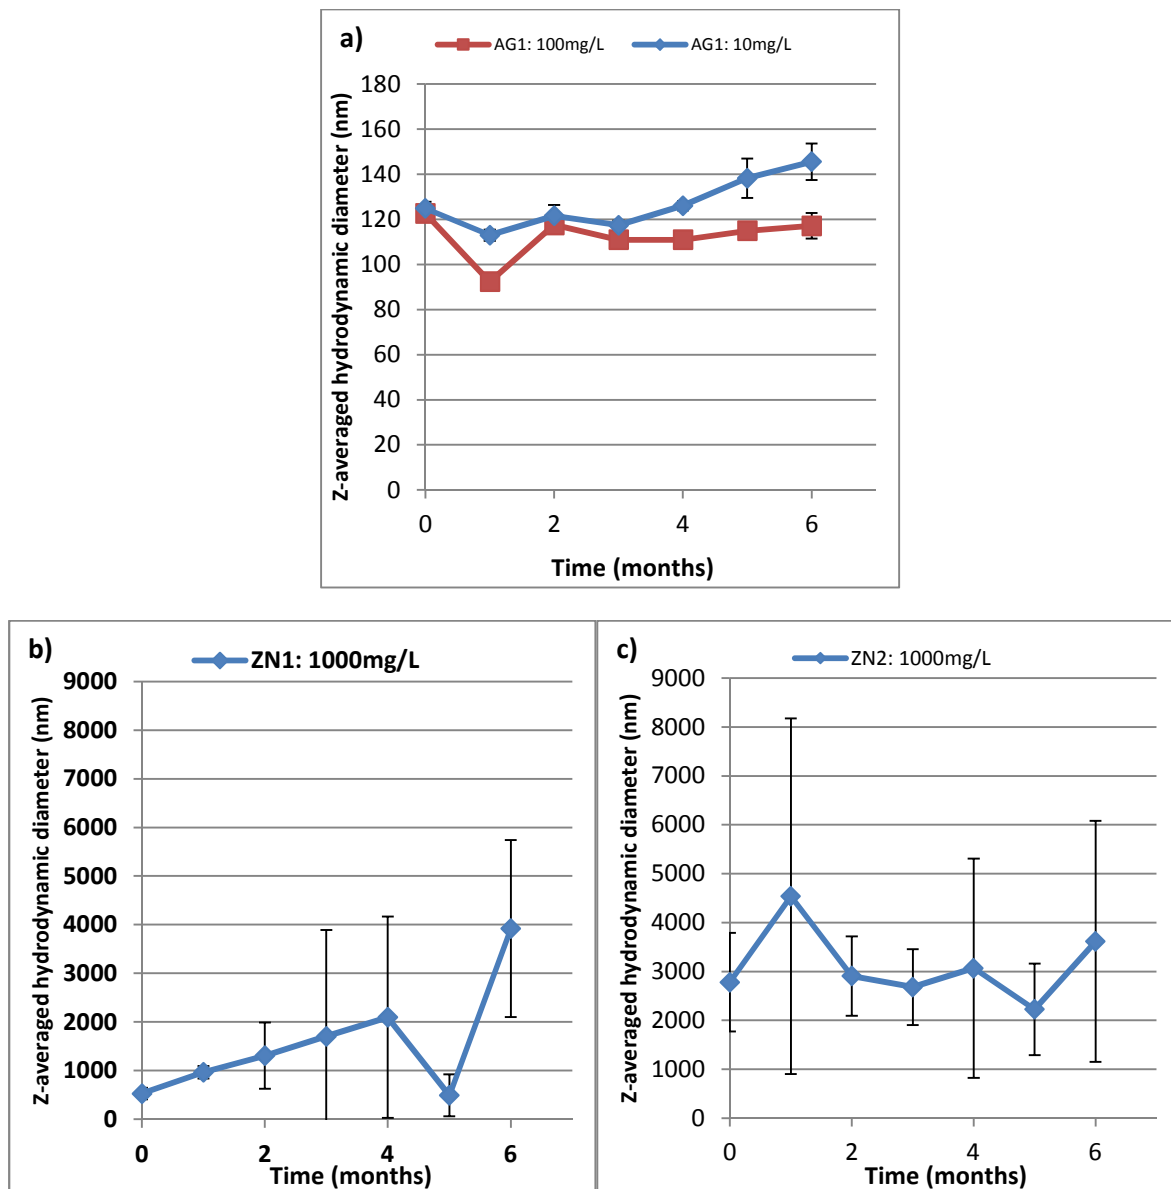 a)
AG1: 100mg/L AG1: 10mg/L
Z-averaged hydrodynamic diameter (nm)
180
160
140
120
100
80
60
40
20
0
0 2 4 6
Time (months)
b)
ZN1: 1000mg/L
Z-averaged hydrodynamic diameter (nm)
9000
8000
7000
6000
5000
4000
3000
2000
1000
0
0 2 4 6
Time (months)
c)
ZN2: 1000mg/L
Z-averaged hydrodynamic diameter (nm)
9000
8000
7000
6000
5000
4000
3000
2000
1000
0
0 2 4 6
Time (months)